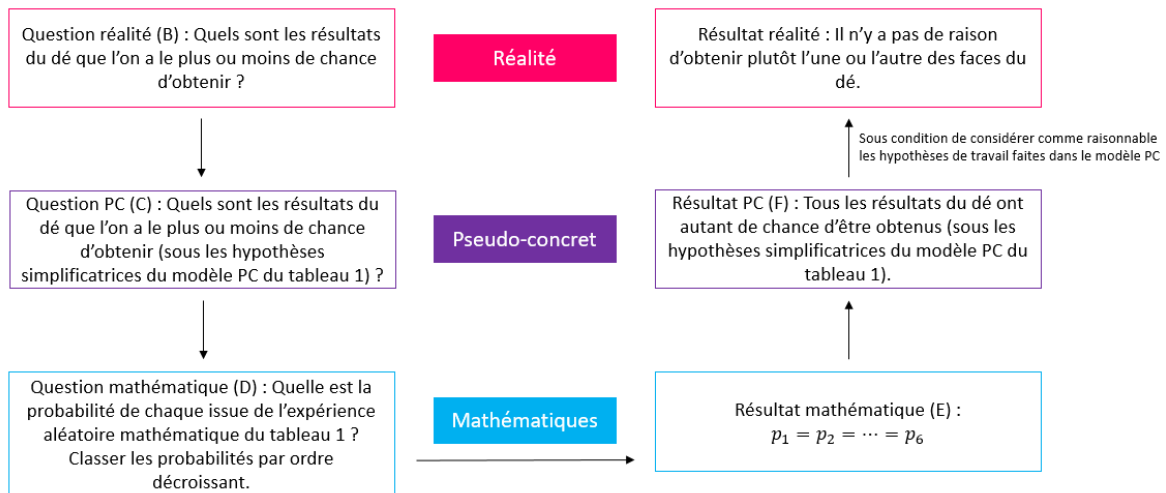 Question réalité (B) : Quels sont les résultats
du dé que l’on a le plus ou moins de chance
d’obtenir ?
Réalité
Résultat réalité : Il n’y a pas de raison
d’obtenir plutôt l’une ou l’autre des faces du
dé.
Sous condition de considérer comme raisonnable
les hypothèses de travail faites dans le modèle PC
Question PC (C) : Quels sont les résultats du
dé que l’on a le plus ou moins de chance
d’obtenir (sous les hypothèses
simplificatrices du modèle PC du tableau 1) ?
Pseudo-concret
Résultat PC (F) : Tous les résultats du dé ont
autant de chance d’être obtenus (sous les
hypothèses simplificatrices du modèle PC du
tableau 1).
Question mathématique (D) : Quelle est la
probabilité de chaque issue de l’expérience
aléatoire mathématique du tableau 1 ?
Classer les probabilités par ordre
décroissant.
Mathématiques
Résultat mathématique (E) :
p₁ = p₂ = ⋯ = p₆